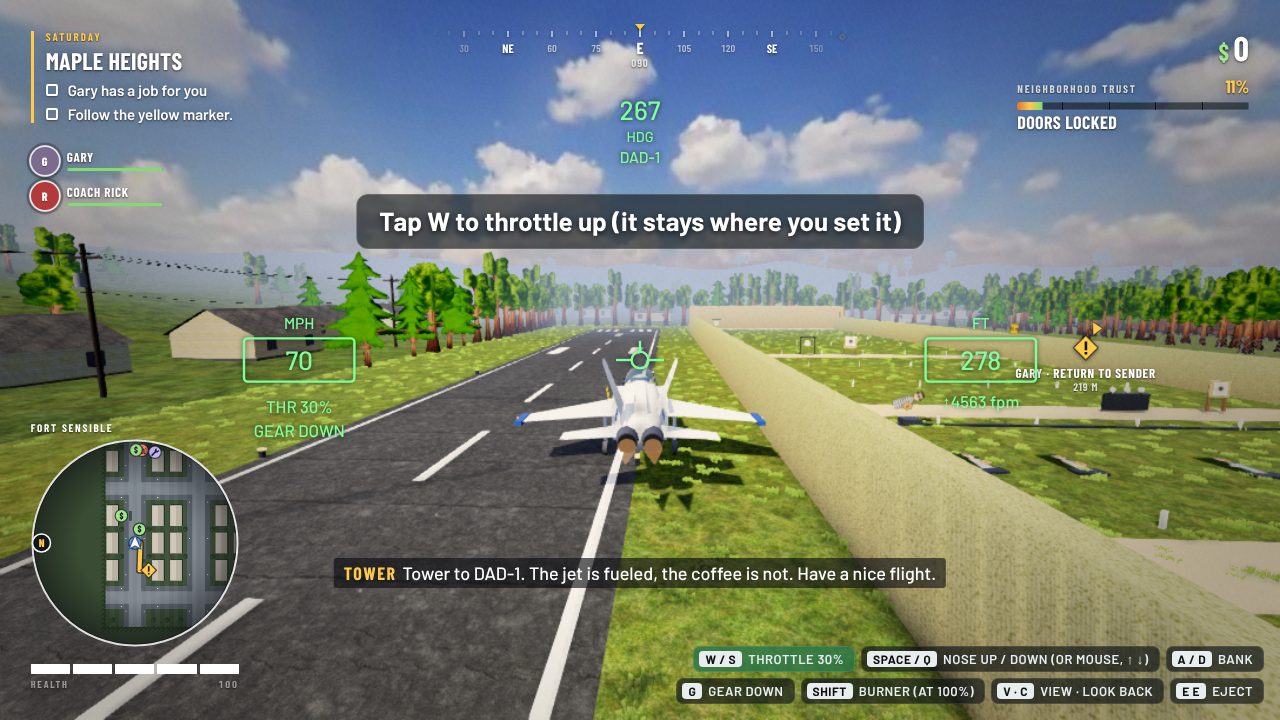 SATURDAY
MAPLE HEIGHTS
Gary has a job for you
Follow the yellow marker.
G GARY
R COACH RICK
30 NE 60 75 E 105 120 SE 150
090
267
HDG
DAD-1
$0
NEIGHBORHOOD TRUST 11%
DOORS LOCKED
Tap W to throttle up (it stays where you set it)
MPH
70
THR 30%
GEAR DOWN
FT
278
↑4563 fpm
GARY · RETURN TO SENDER
219 M
FORT SENSIBLE
N
HEALTH 100
TOWER Tower to DAD-1. The jet is fueled, the coffee is not. Have a nice flight.
W / S THROTTLE 30% SPACE / Q NOSE UP / DOWN (OR MOUSE, ↑ ↓) A / D BANK
G GEAR DOWN SHIFT BURNER (AT 100%) V · C VIEW · LOOK BACK E E EJECT